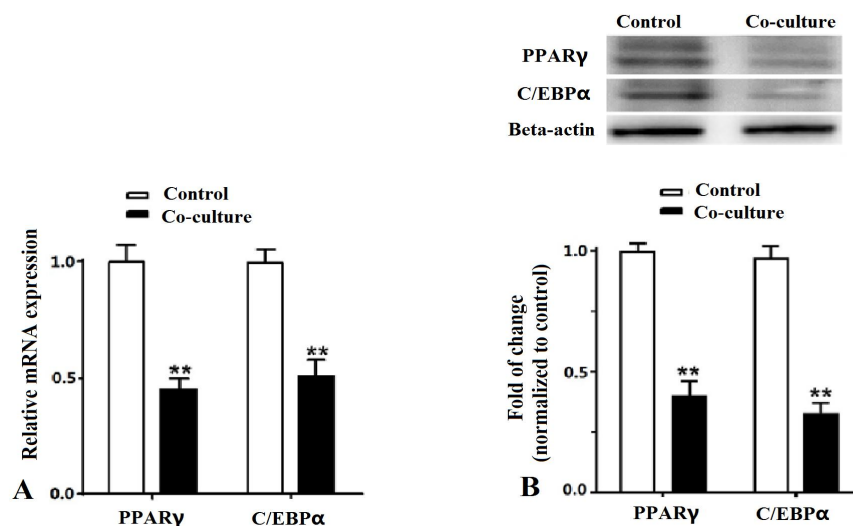 Control Co-culture
PPARγ
C/EBPα
Beta-actin
Control
Co-culture
Relative mRNA expression
1.0
0.5
0.0
**
**
PPARγ C/EBPα
A
Control
Co-culture
Fold of change
(normalized to control)
1.0
0.5
0.0
**
**
PPARγ C/EBPα
B